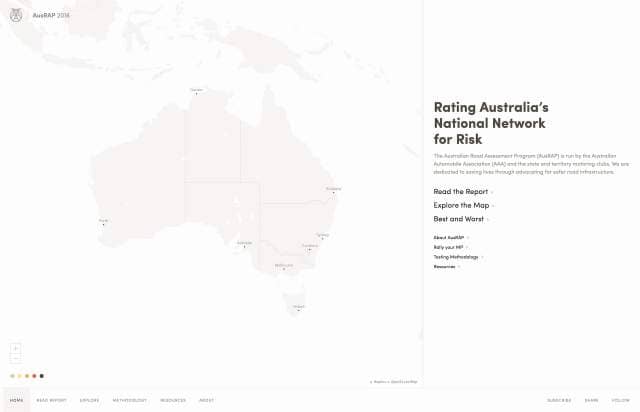 AusRAP 2016
Darwin
Brisbane
Perth
Sydney
Adelaide
Canberra
Melbourne
Hobart
Rating Australia's
National Network
for Risk
The Australian Road Assessment Program (AusRAP) is run by the Australian
Automobile Association (AAA) and the state and territory motoring clubs. We are
dedicated to saving lives through advocating for safer road infrastructure.
Read the Report
Explore the Map
Best and Worst
About AusRAP
Rally your MP
Testing Methodology
Resources
© Mapbox © OpenStreetMap
HOME
READ REPORT
EXPLORE
METHODOLOGY
RESOURCES
ABOUT
SUBSCRIBE
SHARE
FOLLOW